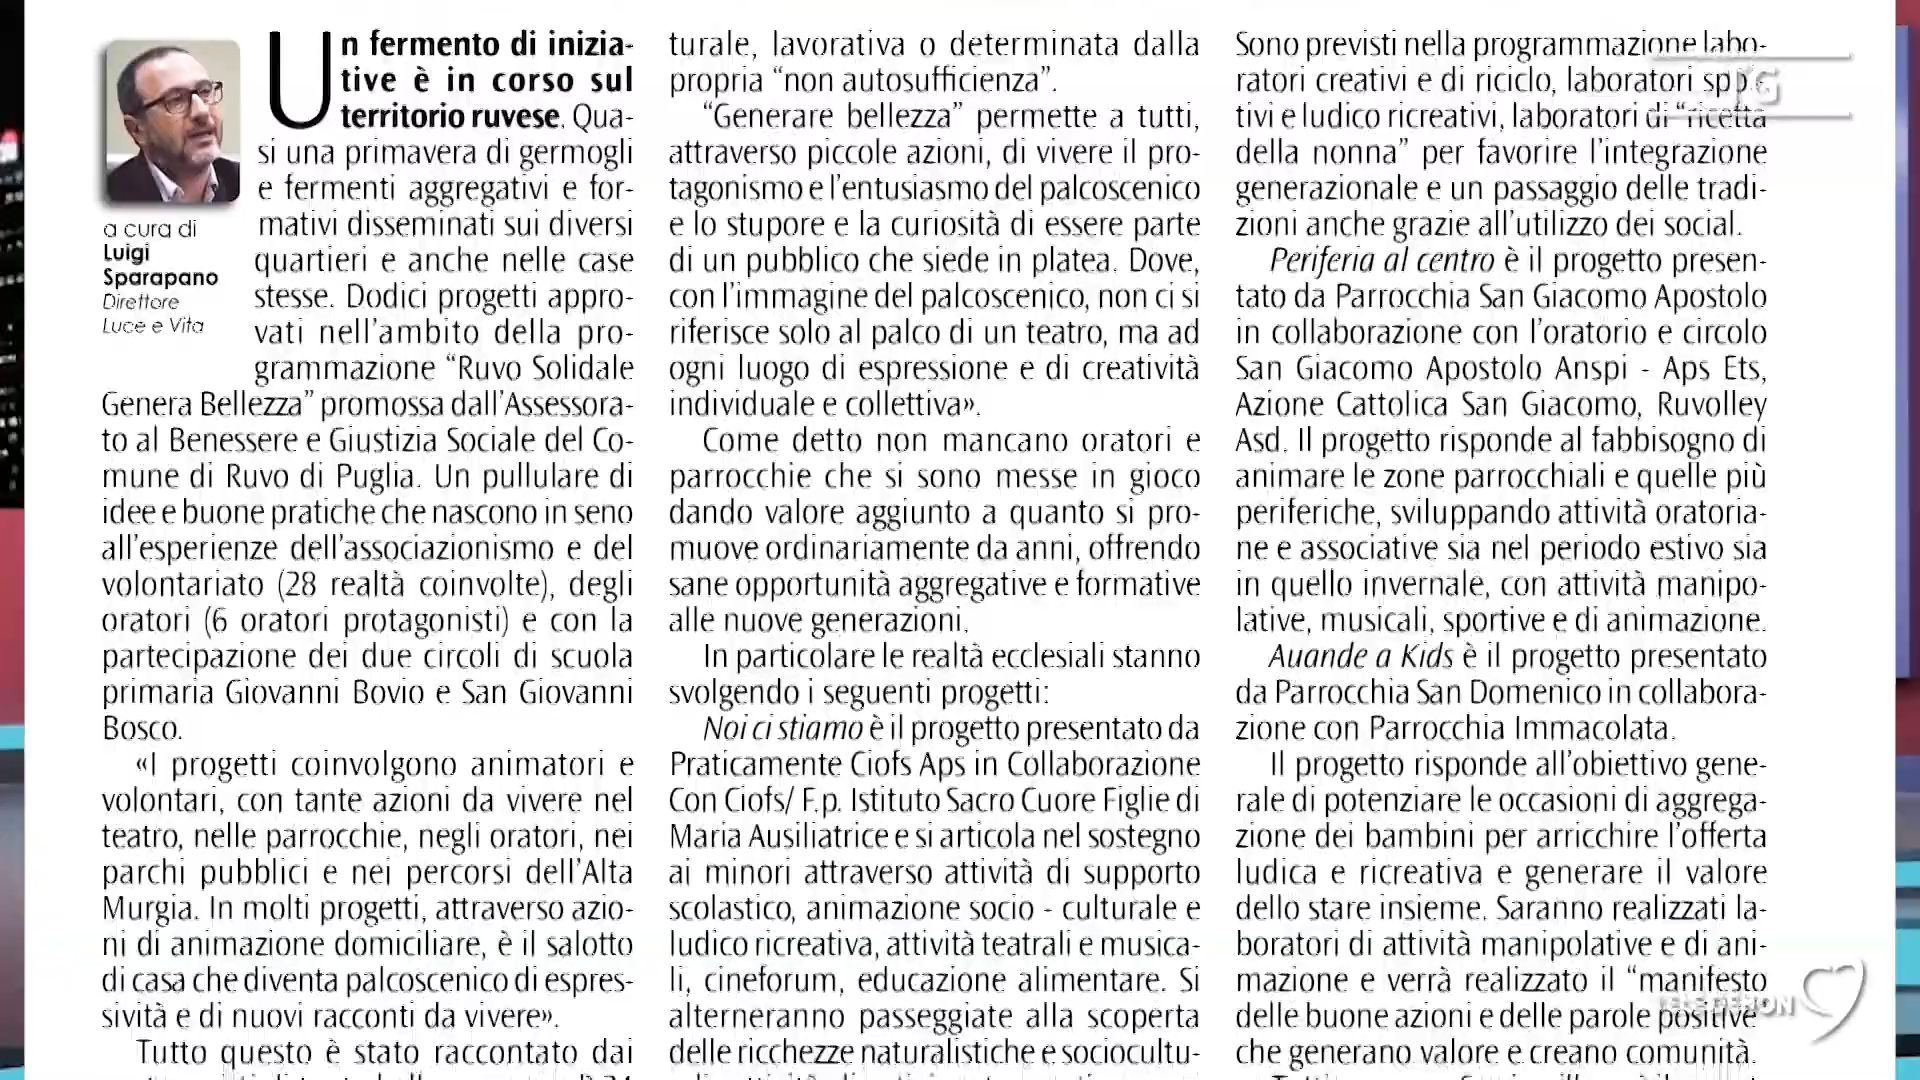 a cura di
Luigi
Sparapano
Direttore
Luce e Vita
Un fermento di inizia-
tive è in corso sul
territorio ruvese. Qua-
si una primavera di germogli
e fermenti aggregativi e for-
mativi disseminati sui diversi
quartieri e anche nelle case
stesse. Dodici progetti appro-
vati nell'ambito della pro-
grammazione “Ruvo Solidale
Genera Bellezza” promossa dall'Assessora-
to al Benessere e Giustizia Sociale del Co-
mune di Ruvo di Puglia. Un pullulare di
idee e buone pratiche che nascono in seno
all'esperienze dell'associazionismo e del
volontariato (28 realtà coinvolte), degli
oratori (6 oratori protagonisti) e con la
partecipazione dei due circoli di scuola
primaria Giovanni Bovio e San Giovanni
Bosco.
«I progetti coinvolgono animatori e
volontari, con tante azioni da vivere nel
teatro, nelle parrocchie, negli oratori, nei
parchi pubblici e nei percorsi dell'Alta
Murgia. In molti progetti, attraverso azio-
ni di animazione domiciliare, è il salotto
di casa che diventa palcoscenico di espres-
sività e di nuovi racconti da vivere».
Tutto questo è stato raccontato dai
turale, lavorativa o determinata dalla
propria “non autosufficienza”.
“Generare bellezza” permette a tutti,
attraverso piccole azioni, di vivere il pro-
tagonismo e l'entusiasmo del palcoscenico
e lo stupore e la curiosità di essere parte
di un pubblico che siede in platea. Dove,
con l'immagine del palcoscenico, non ci si
riferisce solo al palco di un teatro, ma ad
ogni luogo di espressione e di creatività
individuale e collettiva».
Come detto non mancano oratori e
parrocchie che si sono messe in gioco
dando valore aggiunto a quanto si pro-
muove ordinariamente da anni, offrendo
sane opportunità aggregative e formative
alle nuove generazioni.
In particolare le realtà ecclesiali stanno
svolgendo i seguenti progetti:
Noi ci stiamo è il progetto presentato da
Praticamente Ciofs Aps in Collaborazione
Con Ciofs/ F.p. Istituto Sacro Cuore Figlie di
Maria Ausiliatrice e si articola nel sostegno
ai minori attraverso attività di supporto
scolastico, animazione socio - culturale e
ludico ricreativa, attività teatrali e musica-
li, cineforum, educazione alimentare. Si
alterneranno passeggiate alla scoperta
delle ricchezze naturalistiche e sociocultu-
Sono previsti nella programmazione labo-
ratori creativi e di riciclo, laboratori
tivi e ludico ricreativi, laboratori di “ricetta
della nonna” per favorire l'integrazione
generazionale e un passaggio delle tradi-
zioni anche grazie all'utilizzo dei social.
Periferia al centro è il progetto presen-
tato da Parrocchia San Giacomo Apostolo
in collaborazione con l'oratorio e circolo
San Giacomo Apostolo Anspi - Aps Ets,
Azione Cattolica San Giacomo, Ruvolley
Asd. Il progetto risponde al fabbisogno di
animare le zone parrocchiali e quelle più
periferiche, sviluppando attività oratoria-
ne e associative sia nel periodo estivo sia
in quello invernale, con attività manipo-
lative, musicali, sportive e di animazione.
Auande a Kids è il progetto presentato
da Parrocchia San Domenico in collabora-
zione con Parrocchia Immacolata.
Il progetto risponde all'obiettivo gene-
rale di potenziare le occasioni di aggrega-
zione dei bambini per arricchire l'offerta
ludica e ricreativa e generare il valore
dello stare insieme. Saranno realizzati la-
boratori di attività manipolative e di ani-
mazione e verrà realizzato il “manifesto
delle buone azioni e delle parole positive”
che generano valore e creano comunità.
TG